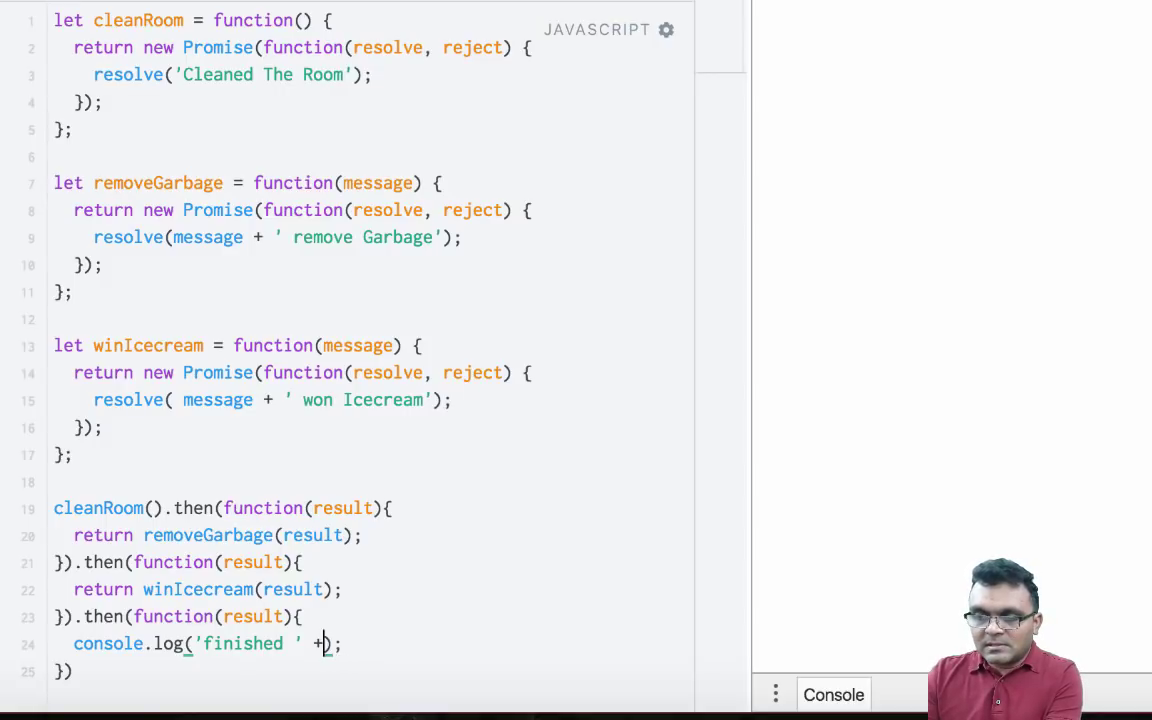 JAVASCRIPT
1 let cleanRoom = function() {
2 return new Promise(function(resolve, reject) {
3 resolve('Cleaned The Room');
4 });
5 };
6
7 let removeGarbage = function(message) {
8 return new Promise(function(resolve, reject) {
9 resolve(message + ' remove Garbage');
10 });
11 };
12
13 let winIcecream = function(message) {
14 return new Promise(function(resolve, reject) {
15 resolve( message + ' won Icecream');
16 });
17 };
18
19 cleanRoom().then(function(result){
20 return removeGarbage(result);
21 }).then(function(result){
22 return winIcecream(result);
23 }).then(function(result){
24 console.log('finished ' +);
25 })
Console